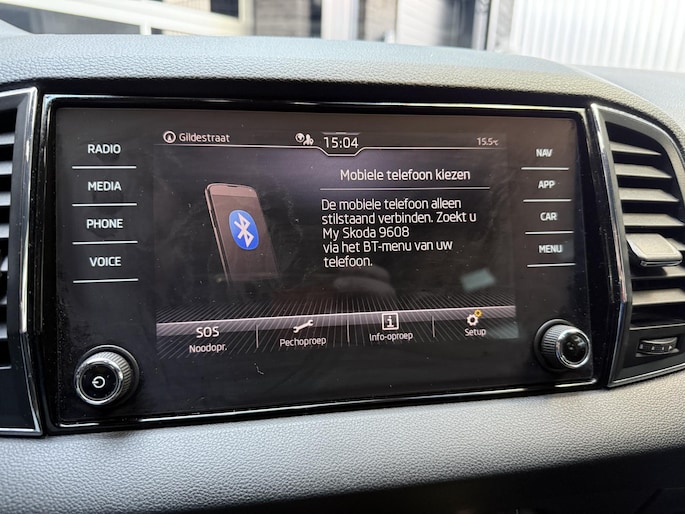 Gildestraat
15:04
15.5°C
RADIO
MEDIA
PHONE
VOICE
Mobiele telefoon kiezen
De mobiele telefoon alleen
stilstaand verbinden. Zoekt u
My Skoda 9608
via het BT-menu van uw
telefoon.
NAV
APP
CAR
MENU
SOS
Noodopr.
Pechoproep
Info-oproep
Setup